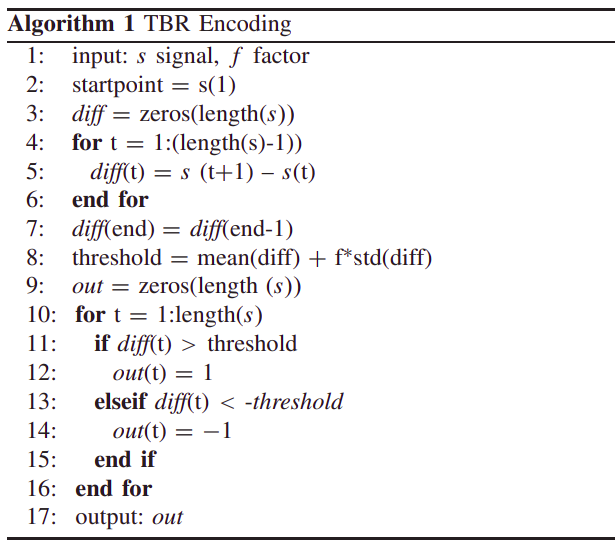 Algorithm 1 TBR Encoding
1: input: s signal, f factor
2: startpoint = s(1)
3: diff = zeros(length(s))
4: for t = 1:(length(s)-1))
5: diff(t) = s (t+1) – s(t)
6: end for
7: diff(end) = diff(end-1)
8: threshold = mean(diff) + f*std(diff)
9: out = zeros(length (s))
10: for t = 1:length(s)
11: if diff(t) > threshold
12: out(t) = 1
13: elseif diff(t) < -threshold
14: out(t) = −1
15: end if
16: end for
17: output: out